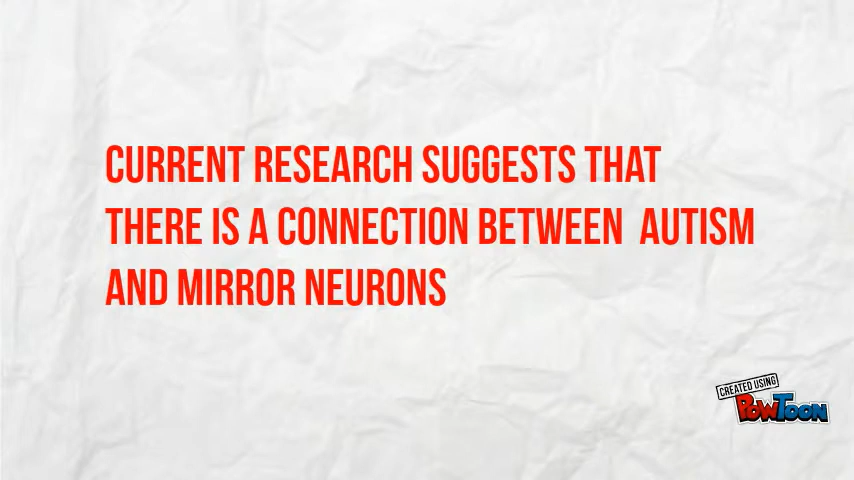 CURRENT RESEARCH SUGGESTS THAT
THERE IS A CONNECTION BETWEEN  AUTISM
AND MIRROR NEURONS
CREATED USING
POWTOON